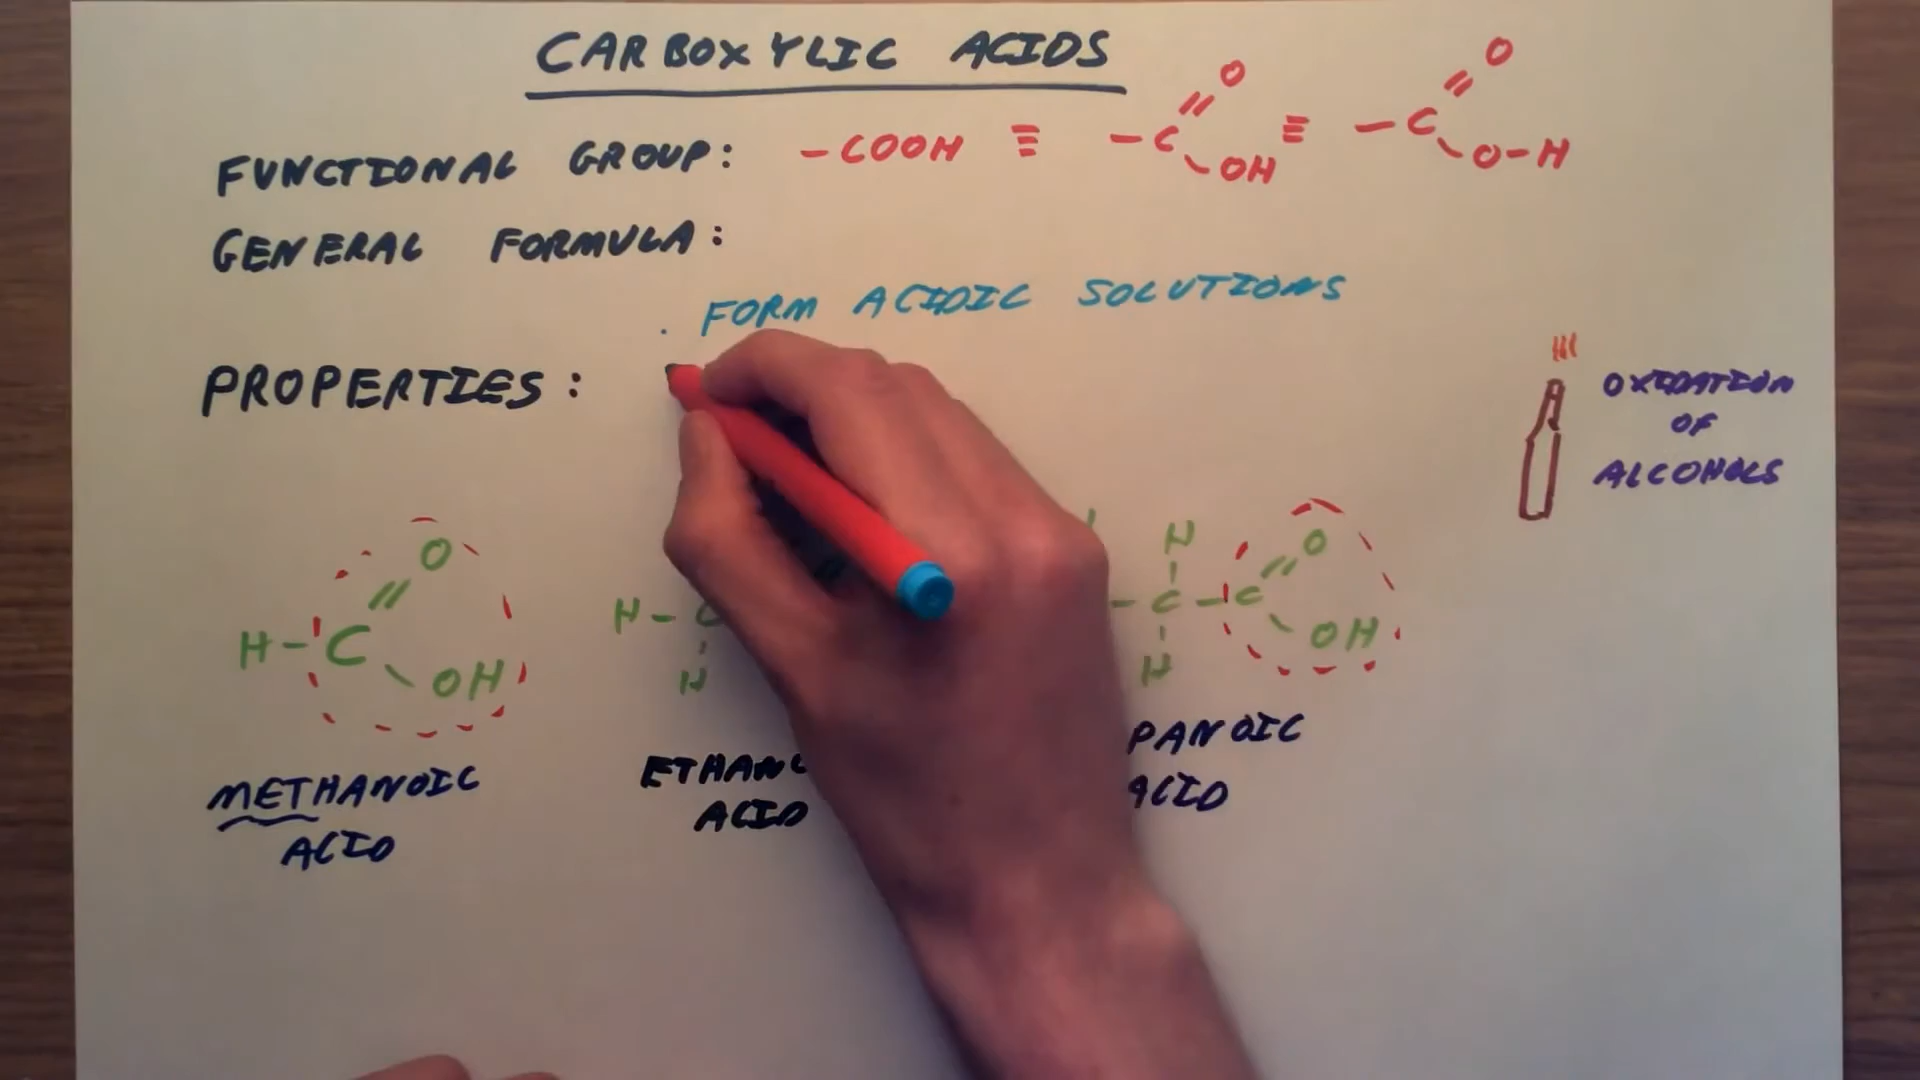 CARBOXYLIC ACIDS
FUNCTIONAL GROUP: -COOH ≡ -C//O\OH ≡ -C//O\O-H
GENERAL FORMULA:
. FORM ACIDIC SOLUTIONS
PROPERTIES:
OXIDATION
OF
ALCOHOLS
H-C//O\OH
H-C
H
H
-C-C//O\OH
H
METHANOIC
ACID
ACID
ACID